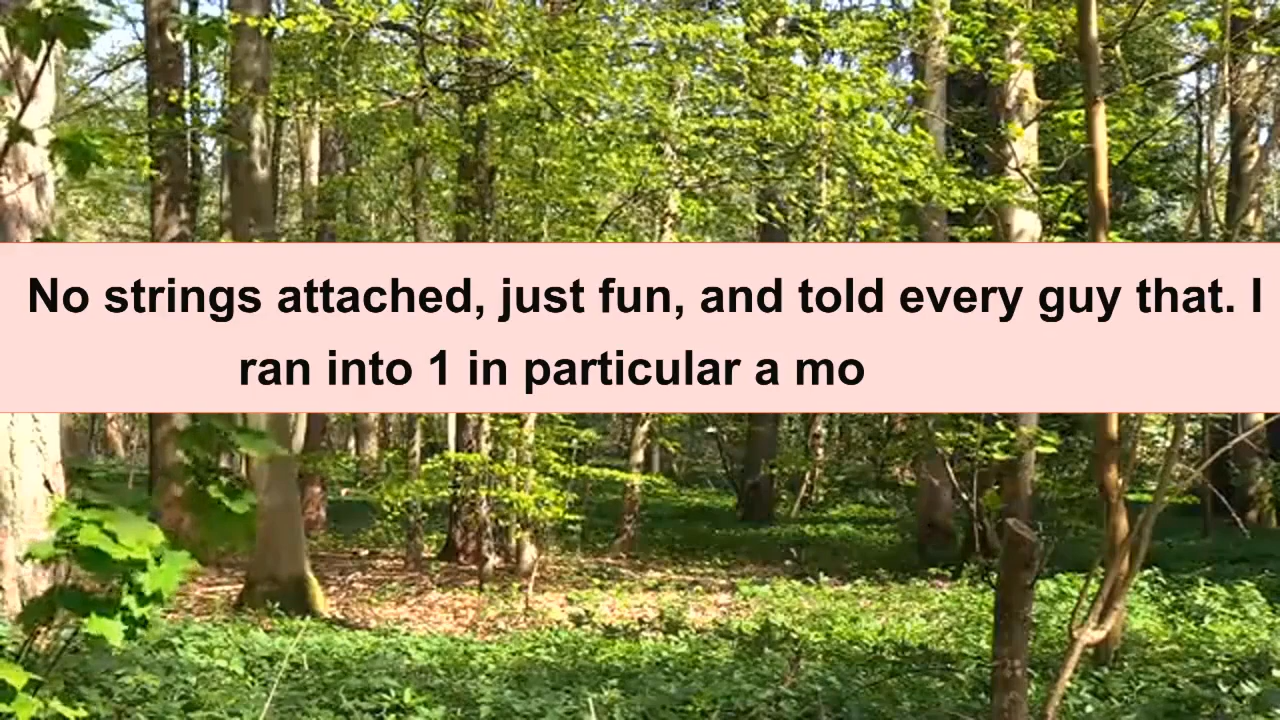 No strings attached, just fun, and told every guy that. I
ran into 1 in particular a mo